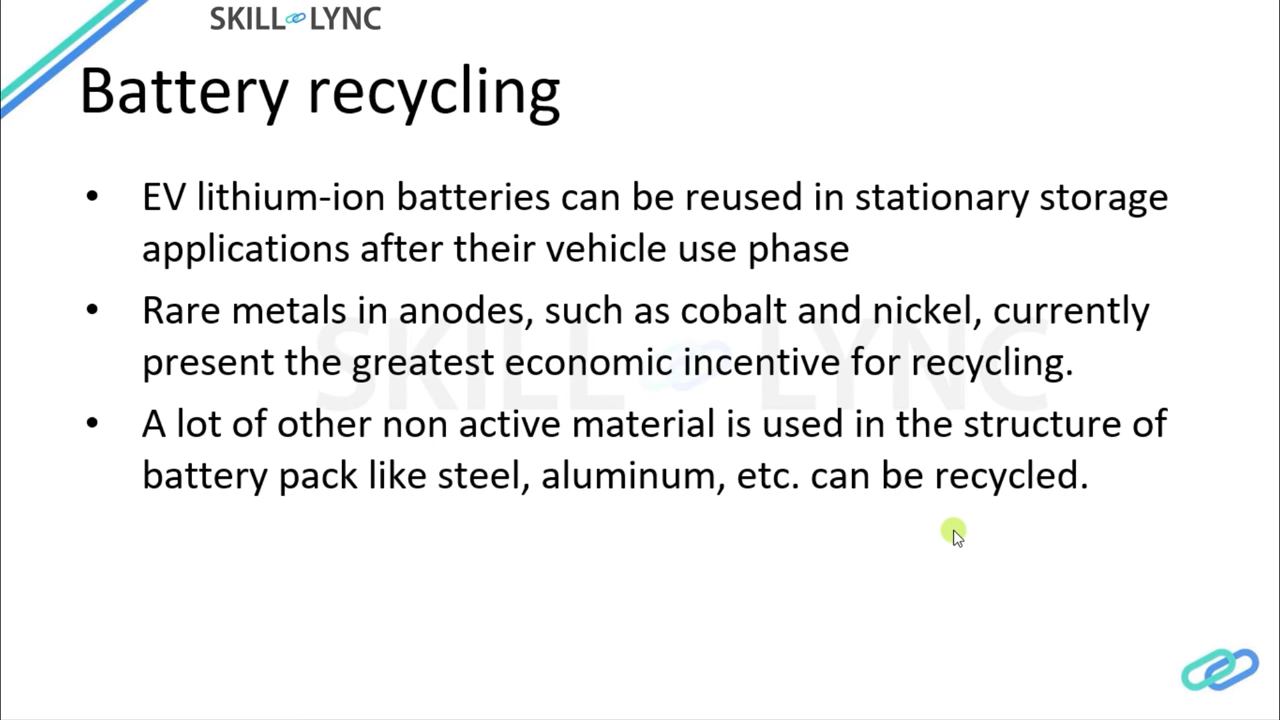 SKILL LYNC
Battery recycling
• EV lithium-ion batteries can be reused in stationary storage
applications after their vehicle use phase
• Rare metals in anodes, such as cobalt and nickel, currently
present the greatest economic incentive for recycling.
• A lot of other non active material is used in the structure of
battery pack like steel, aluminum, etc. can be recycled.
SKILL LYNC